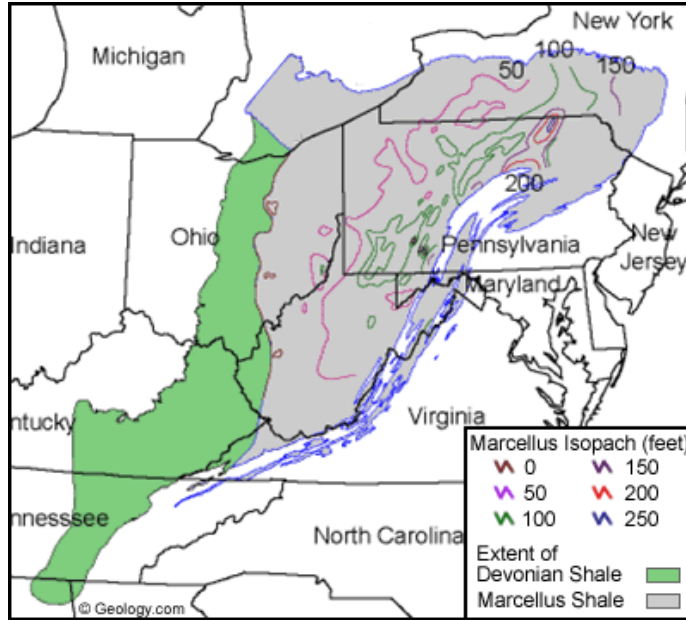 New York
100
Michigan
50
150
200
Ohio
Indiana
Pennsylvania
New
Jersey
Maryland
entucky
Virginia
nnesssee
North Carolina
Marcellus Isopach (feet)
0
150
50
200
100
250
Extent of
Devonian Shale
Marcellus Shale
© Geology.com